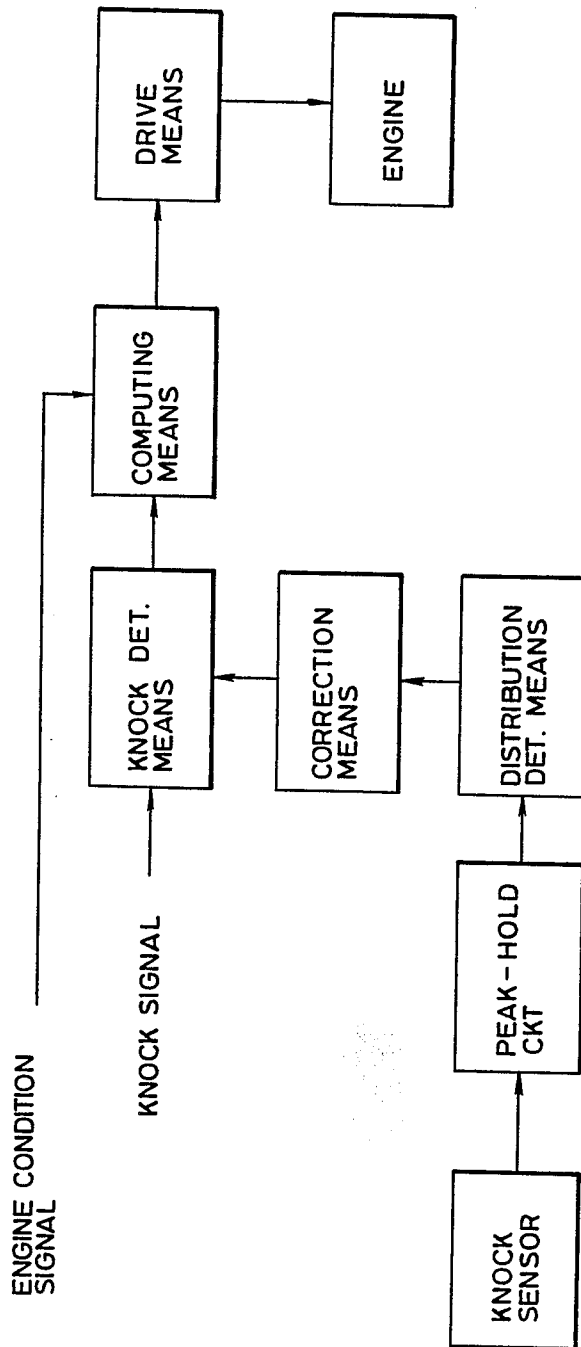 ENGINE CONDITION
SIGNAL
KNOCK SIGNAL
KNOCK DET.
MEANS
COMPUTING
MEANS
DRIVE
MEANS
ENGINE
CORRECTION
MEANS
KNOCK
SENSOR
PEAK-HOLD
CKT
DISTRIBUTION
DET. MEANS